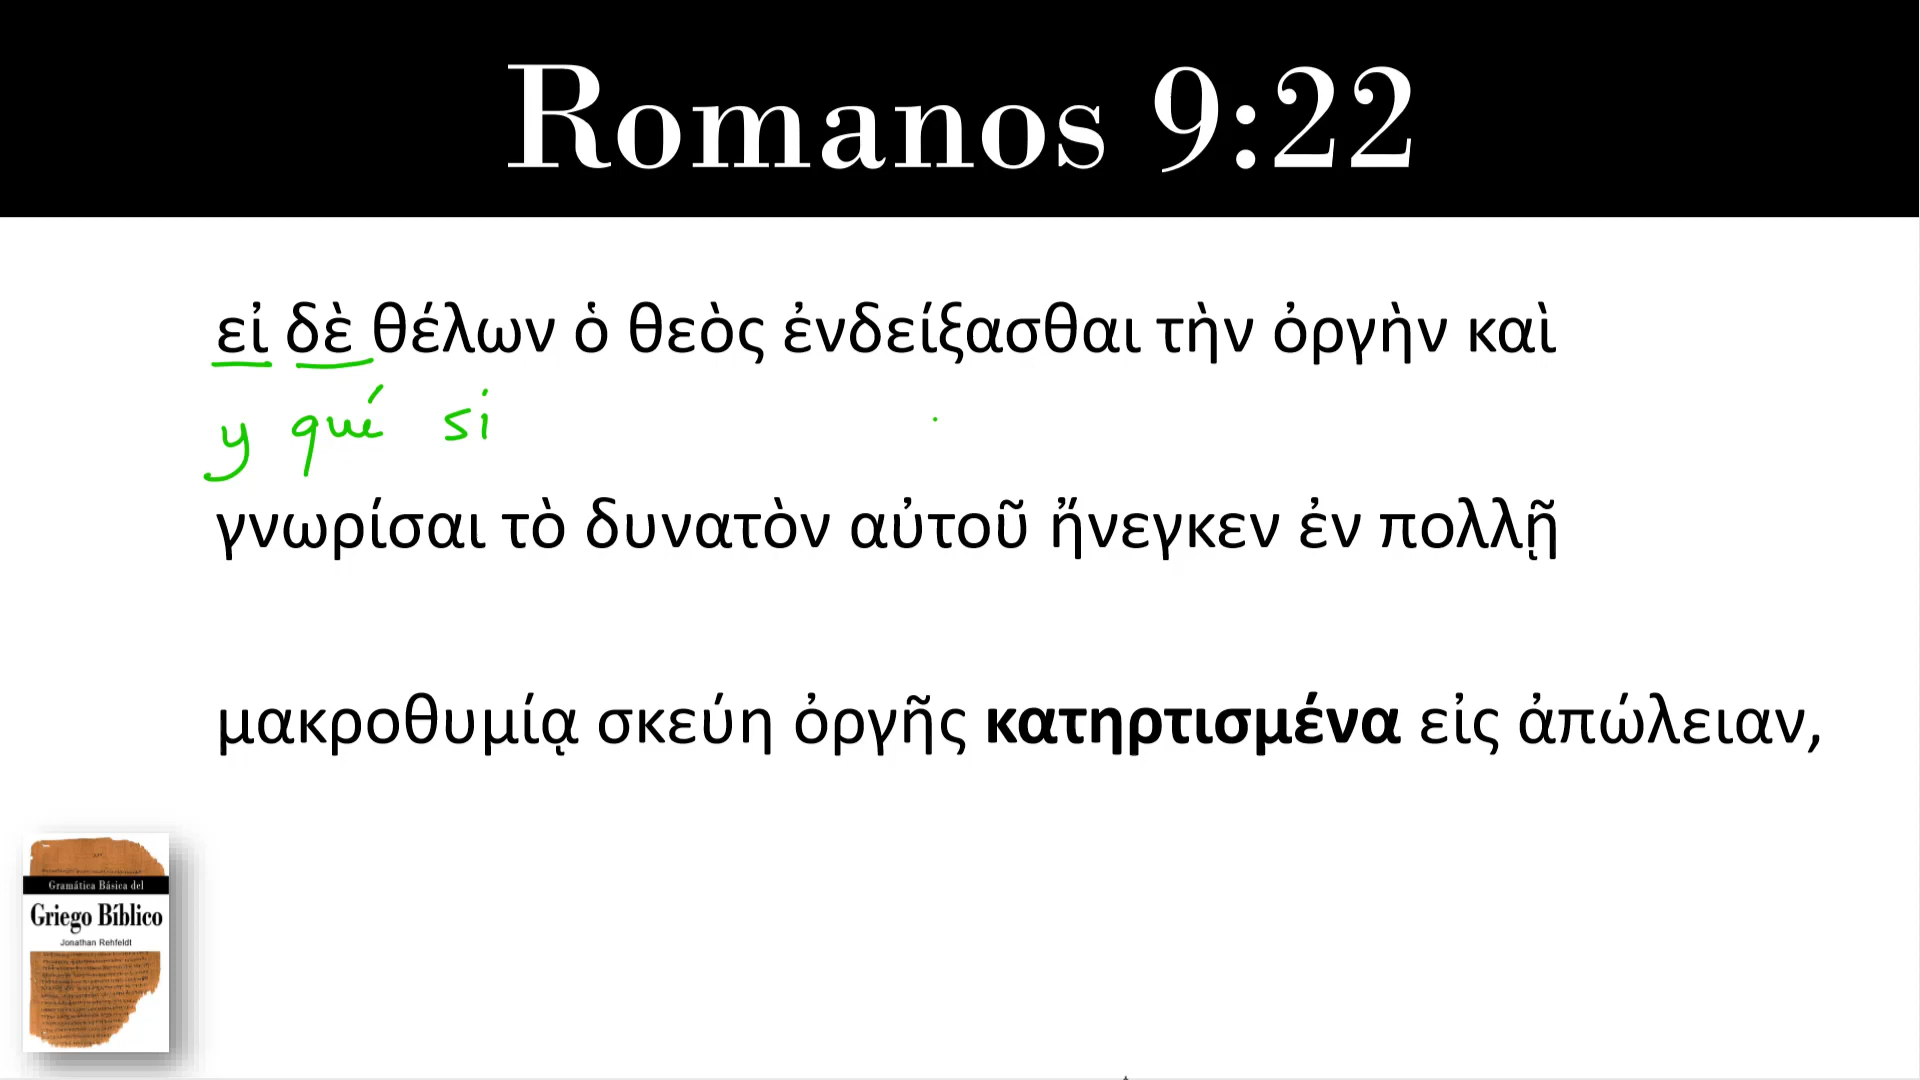 Romanos 9:22
εἰ δὲ θέλων ὁ θεὸς ἐνδείξασθαι τὴν ὀργὴν καὶ
y qué si
γνωρίσαι τὸ δυνατὸν αὐτοῦ ἤνεγκεν ἐν πολλῇ
μακροθυμίᾳ σκεύη ὀργῆς κατηρτισμένα εἰς ἀπώλειαν,
Gramática Básica del
Griego Bíblico
Jonathan Rehfeldt